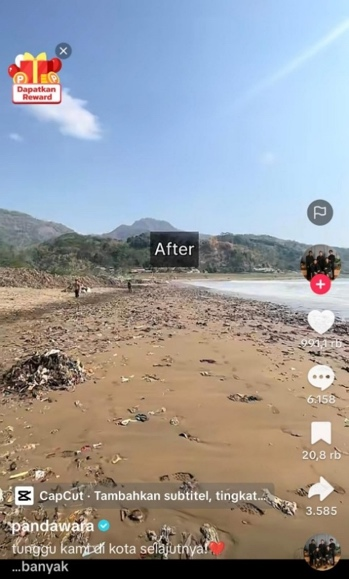 Dapatkan
Reward
After
991,1 rb
6.158
20,8 rb
3.585
CapCut · Tambahkan subtitel, tingkat...
pandawara
tunggu kami di kota selajutnya!❤️
...banyak